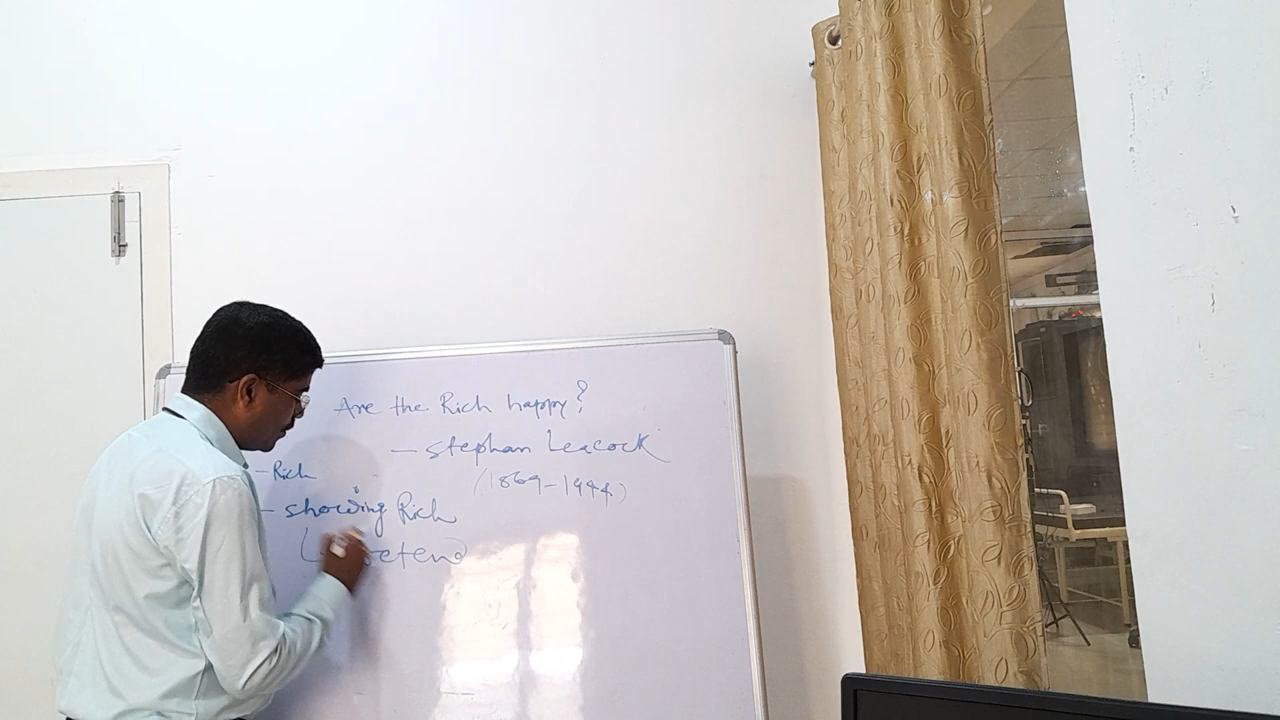 Are the Rich happy?
- Stephan Leacock
(1869-1944)
- Rich
- showing Rich